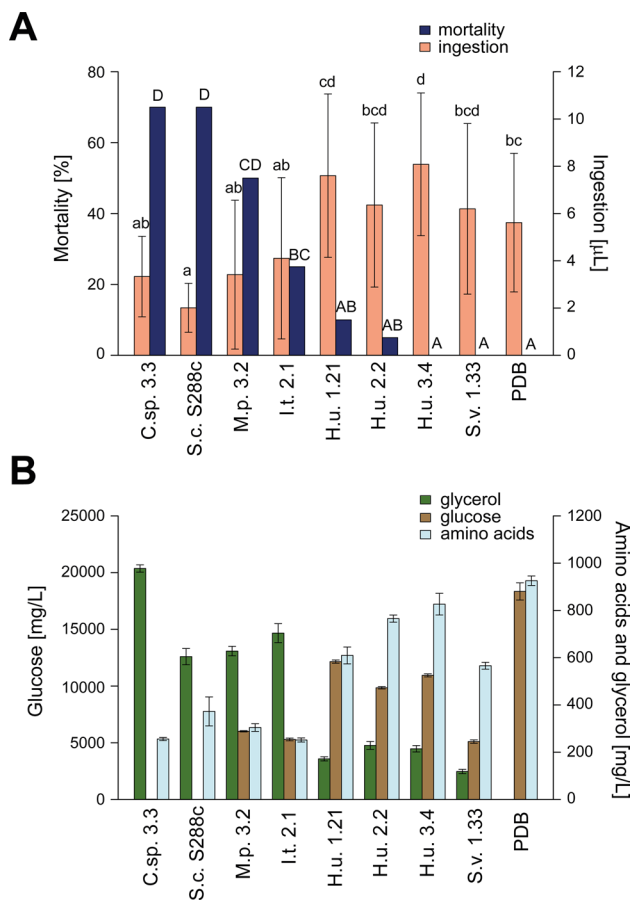 A
mortality
ingestion
80
60
40
20
0
Mortality [%]
12
10
8
6
4
2
0
Ingestion [µL]
ab
D
a
D
ab
CD
ab
BC
cd
AB
bcd
AB
d
A
bcd
A
bc
A
C.sp. 3.3
S.c. S288c
M.p. 3.2
I.t. 2.1
H.u. 1.21
H.u. 2.2
H.u. 3.4
S.v. 1.33
PDB
B
glycerol
glucose
amino acids
25000
20000
15000
10000
5000
0
Glucose [mg/L]
1200
1000
800
600
400
200
0
Amino acids and glycerol [mg/L]
C.sp. 3.3
S.c. S288c
M.p. 3.2
I.t. 2.1
H.u. 1.21
H.u. 2.2
H.u. 3.4
S.v. 1.33
PDB